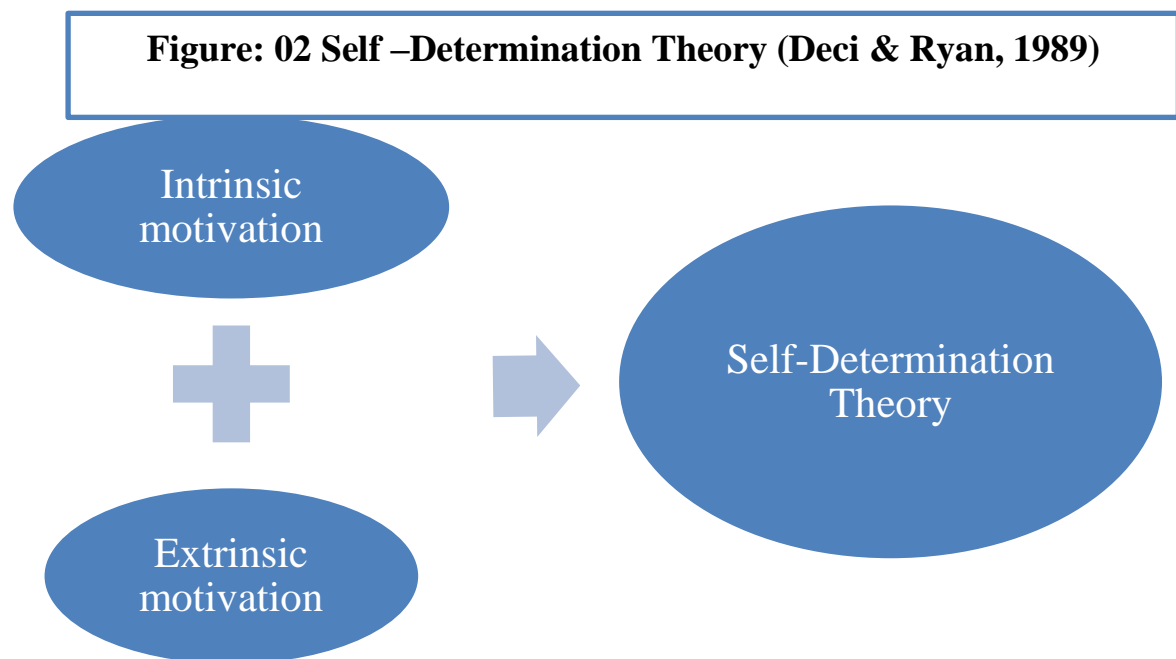 Figure: 02 Self –Determination Theory (Deci & Ryan, 1989)
Intrinsic
motivation
Self-Determination
Theory
Extrinsic
motivation